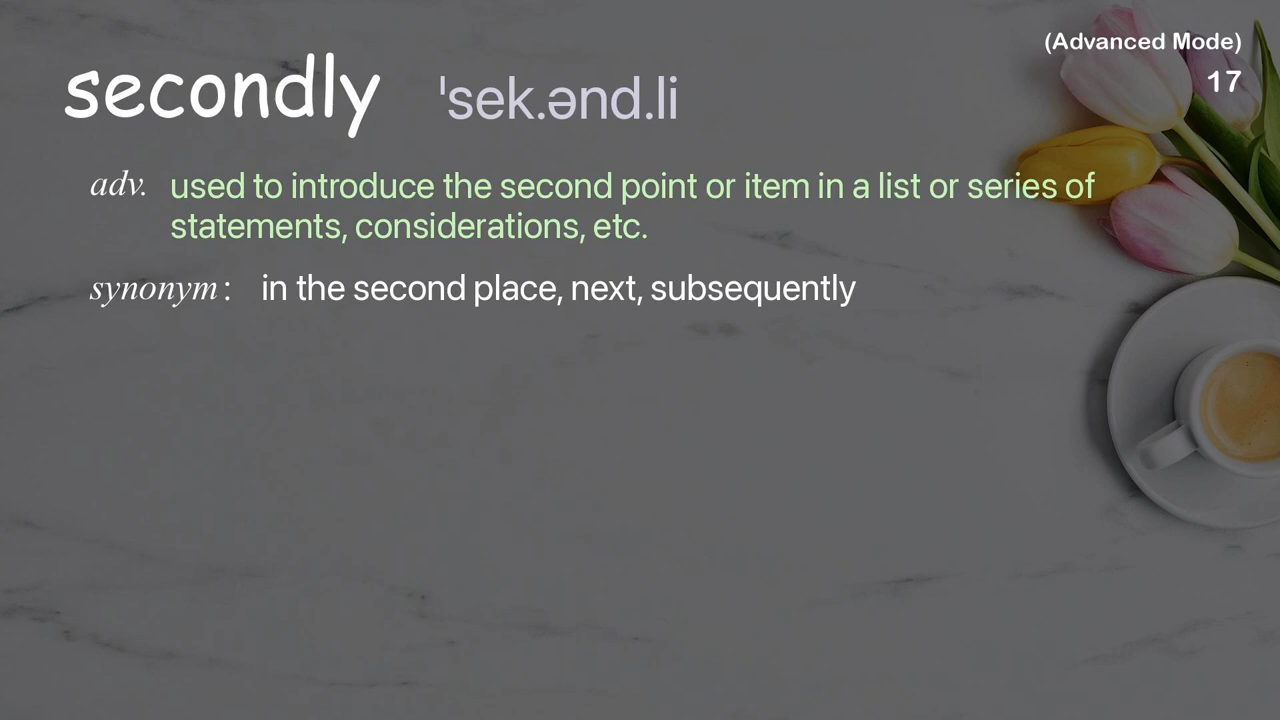 (Advanced Mode)
secondly ˈsek.ənd.li
17
adv. used to introduce the second point or item in a list or series of
statements, considerations, etc.
synonym : in the second place, next, subsequently